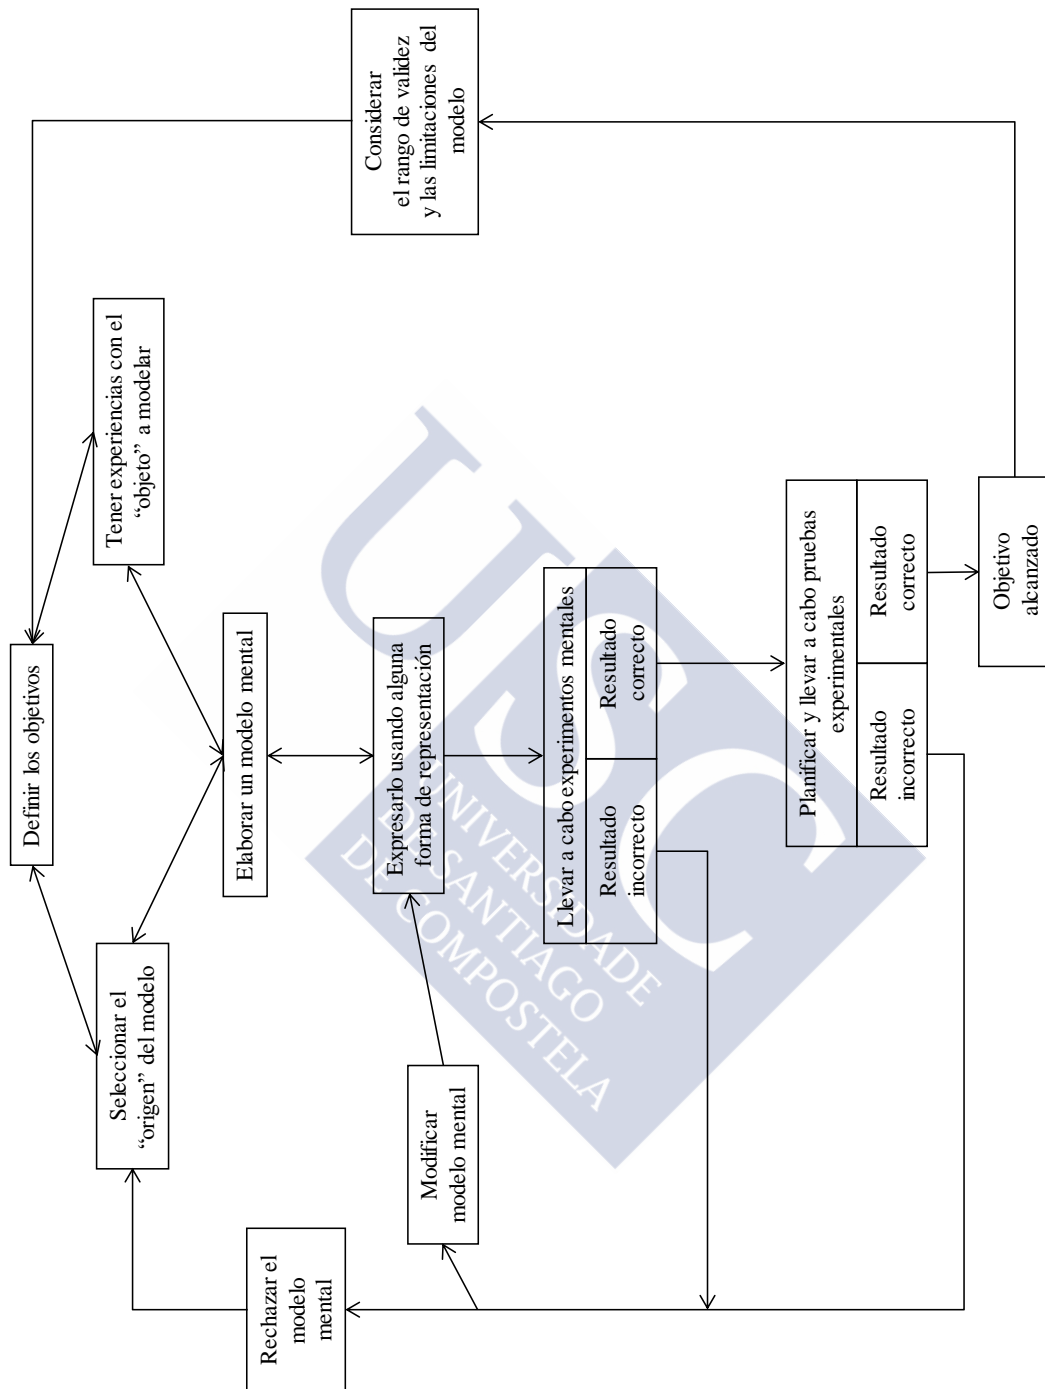 Definir los objetivos
Seleccionar el
“origen” del modelo
Tener experiencias con el
“objeto” a modelar
Elaborar un modelo mental
Expresarlo usando alguna
forma de representación
Llevar a cabo experimentos mentales
Resultado
incorrecto
Resultado
correcto
Planificar y llevar a cabo pruebas
experimentales
Resultado
incorrecto
Resultado
correcto
Objetivo
alcanzado
Considerar
el rango de validez
y las limitaciones del
modelo
Modificar
modelo mental
Rechazar el
modelo
mental
USC
UNIVERSIDADE
DE SANTIAGO
DE COMPOSTELA